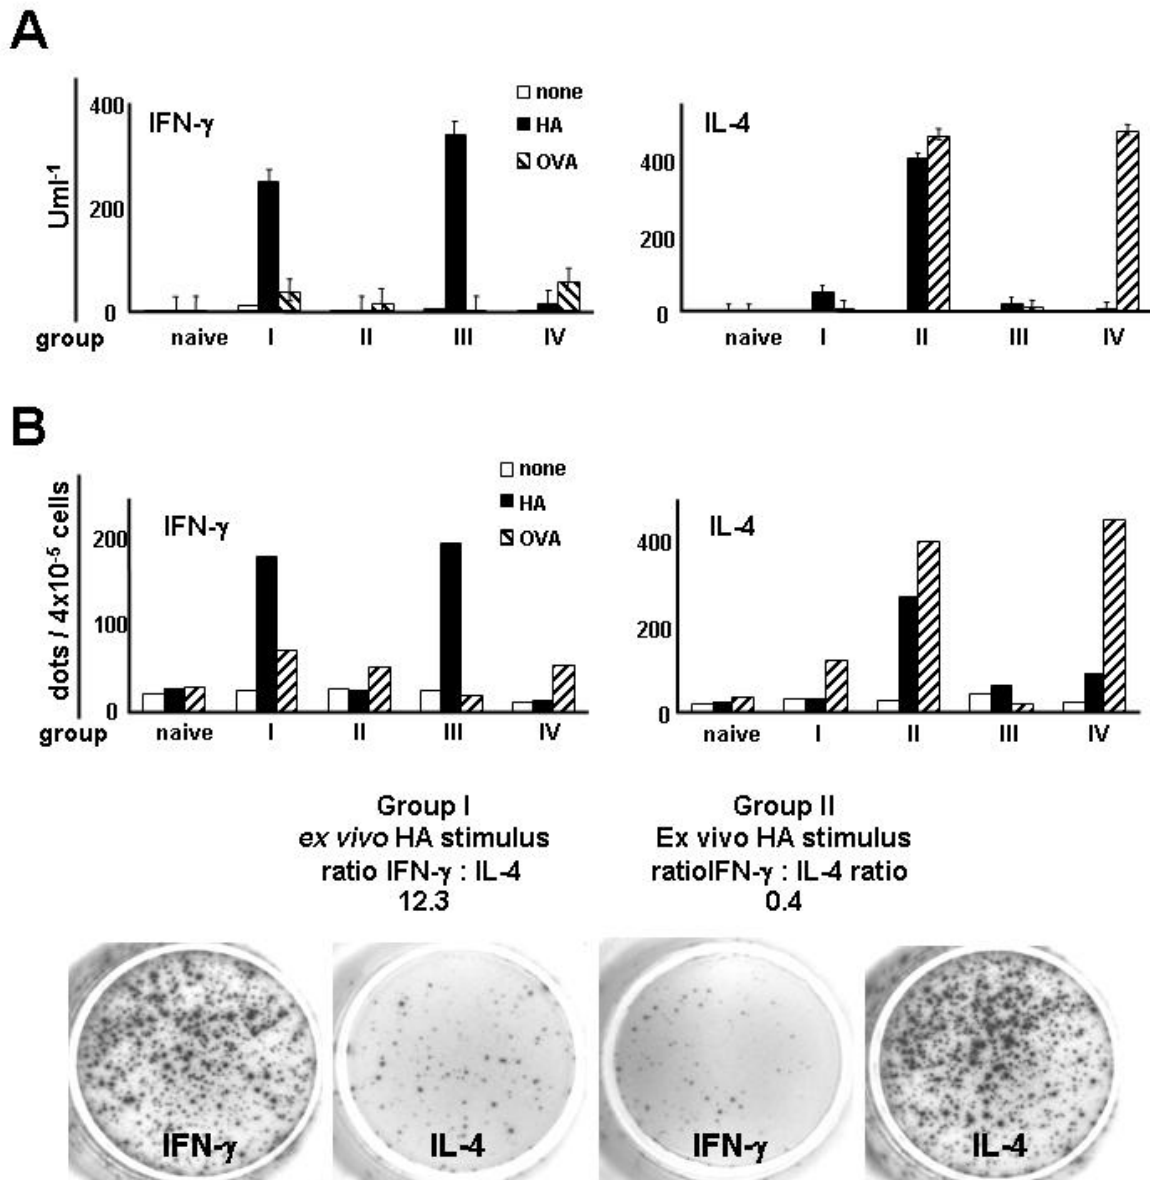 A
IFN-γ
none
HA
OVA
IL-4
Uml-1
400
200
0
400
200
0
group naive I II III IV
naive I II III IV
B
IFN-γ
none
HA
OVA
IL-4
dots / 4x10-5 cells
200
100
0
400
200
0
group naive I II III IV
naive I II III IV
Group I
ex vivo HA stimulus
ratio IFN-γ : IL-4
12.3
Group II
Ex vivo HA stimulus
ratioIFN-γ : IL-4 ratio
0.4
IFN-γ
IL-4
IFN-γ
IL-4